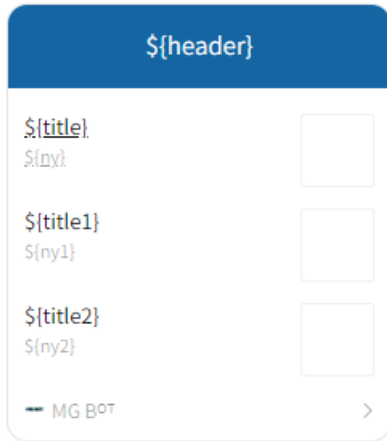 ${header}
${title}
${ny}
${title1}
${ny1}
${title2}
${ny2}
MG Bᴼᵀ